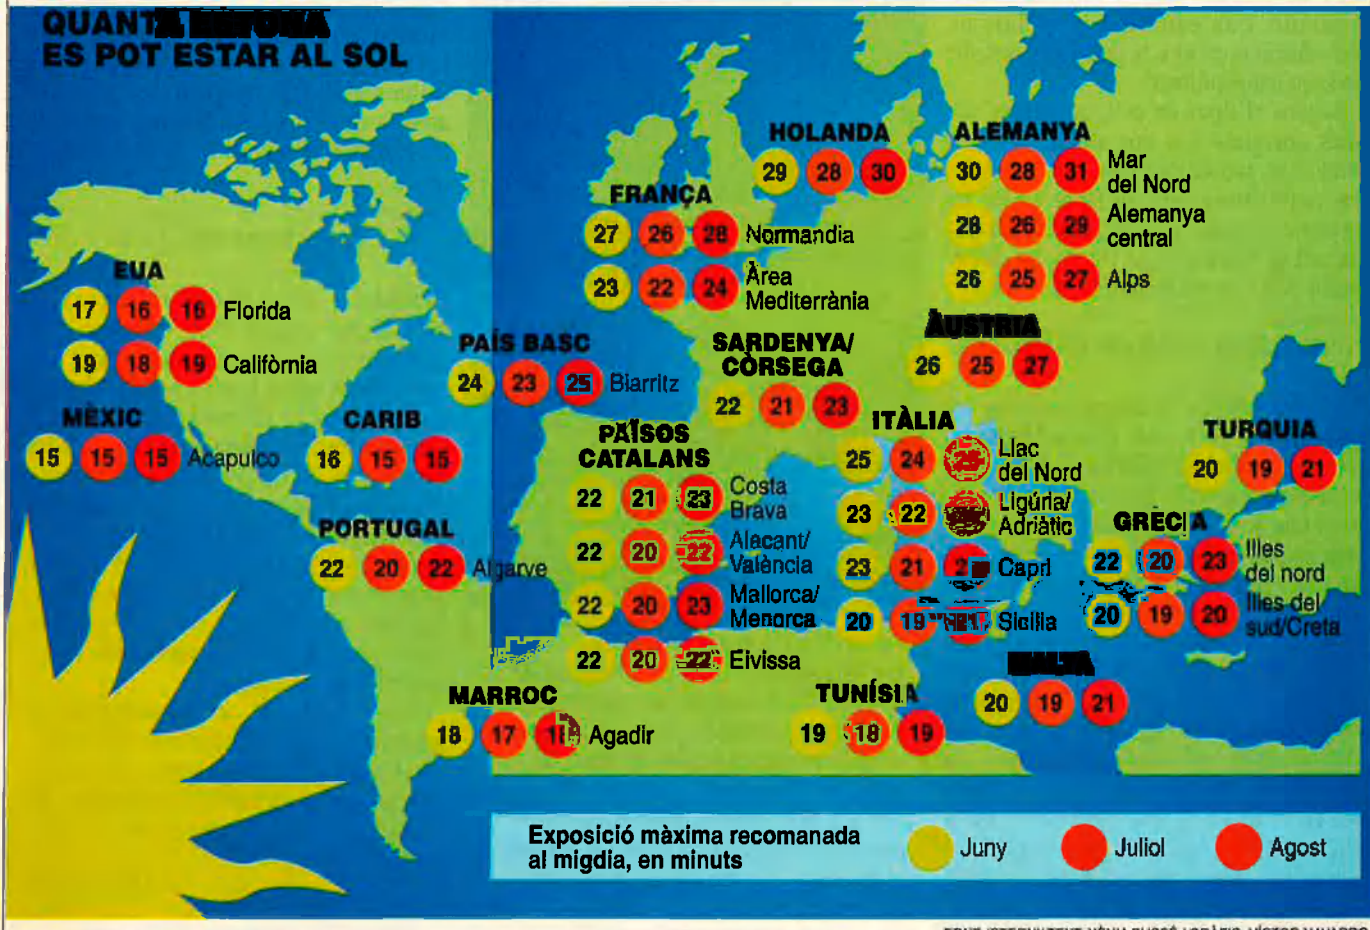 QUANT
ES POT ESTAR AL SOL
HOLANDA
29 28 30
ALEMANYA
30 28 31 Mar
del Nord
28 26 29 Alemanya
central
26 25 27 Alps
FRANÇA
27 26 28 Normandia
23 22 24 Àrea
Mediterrània
EUA
17 16 16 Florida
19 18 19 Califòrnia
PAÍS BASC
24 23 25 Biarritz
SARDENYA/
CÒRSEGA
22 21 23
ÀUSTRIA
26 25 27
MÈXIC
15 15 15 Acapulco
CARIB
16 15 15
PAÏSOS
CATALANS
22 21 23 Costa
Brava
22 20 22 Alacant/
València
22 20 23 Mallorca/
Menorca
22 20 22 Eivissa
ITÀLIA
25 24 Llac
del Nord
23 22 Ligúria/
Adriàtic
23 21 Capri
20 19 21 Sicília
TURQUIA
20 19 21
GRÈCIA
22 20 23 Illes
del nord
20 19 20 Illes del
sud/Creta
PORTUGAL
22 20 22 Algarve
MALTA
20 19 21
MARROC
18 17 Agadir
TUNÍSIA
19 18 19
Exposició màxima recomanada
al migdia, en minuts
Juny
Juliol
Agost